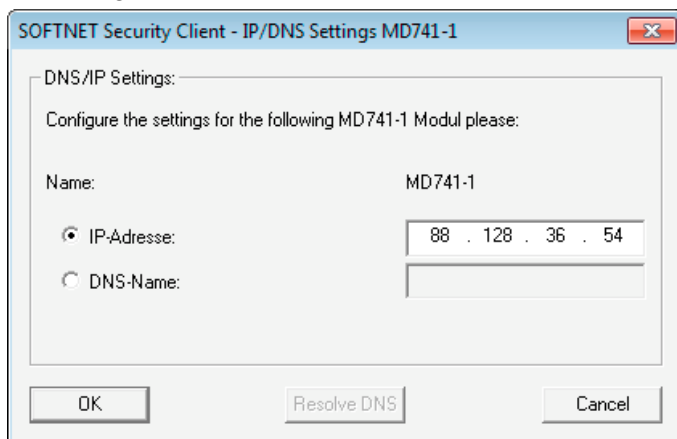 SOFTNET Security Client - IP/DNS Settings MD741-1
DNS/IP Settings:
Configure the settings for the following MD741-1 Modul please:
Name: MD741-1
IP-Adresse: 88 . 128 . 36 . 54
DNS-Name:
OK Resolve DNS Cancel